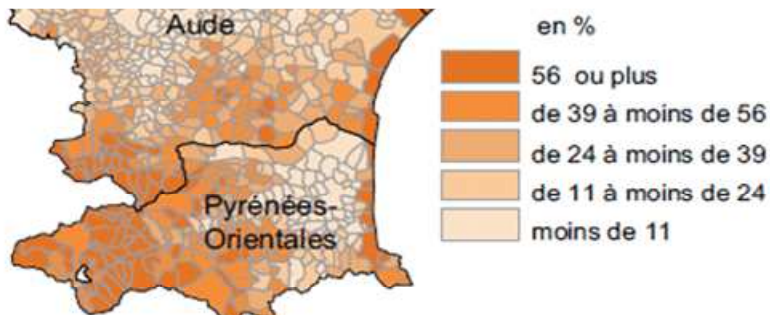 Aude
Pyrénées-
Orientales
en %
56 ou plus
de 39 à moins de 56
de 24 à moins de 39
de 11 à moins de 24
moins de 11